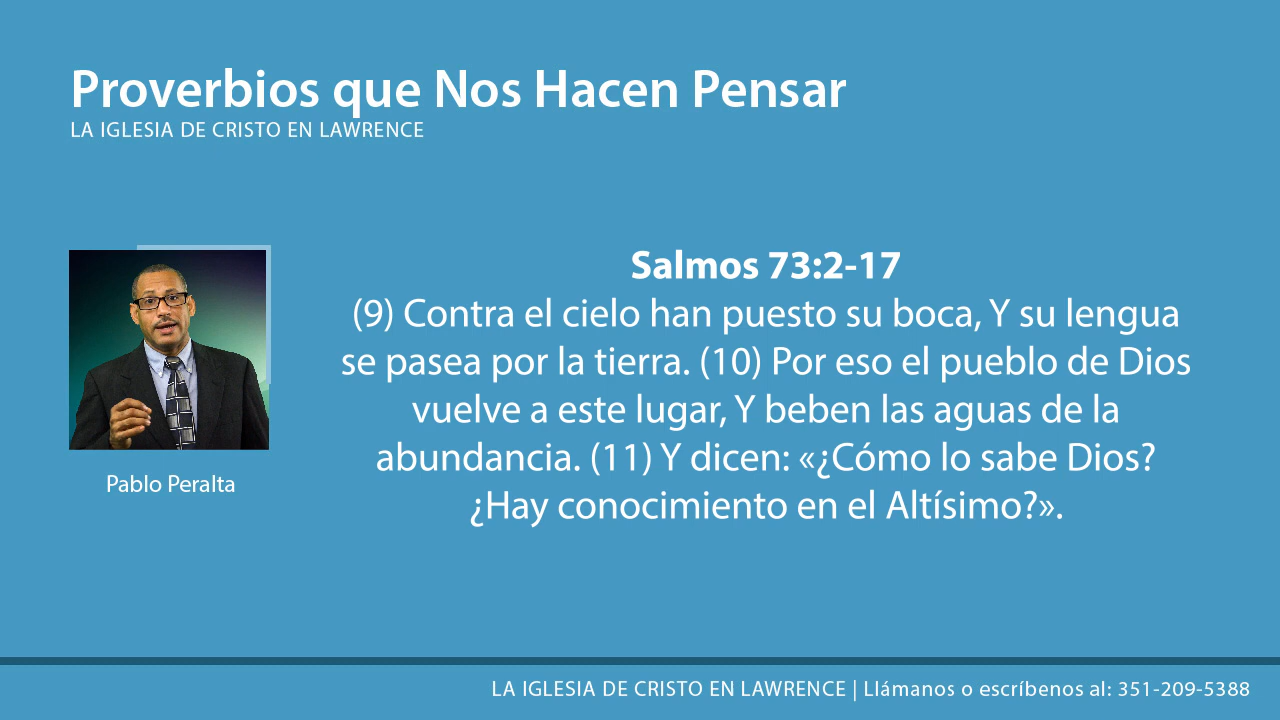 Proverbios que Nos Hacen Pensar
LA IGLESIA DE CRISTO EN LAWRENCE
Salmos 73:2-17
(9) Contra el cielo han puesto su boca, Y su lengua
se pasea por la tierra. (10) Por eso el pueblo de Dios
vuelve a este lugar, Y beben las aguas de la
abundancia. (11) Y dicen: «¿Cómo lo sabe Dios?
¿Hay conocimiento en el Altísimo?».
Pablo Peralta
LA IGLESIA DE CRISTO EN LAWRENCE | Llámanos o escríbenos al: 351-209-5388